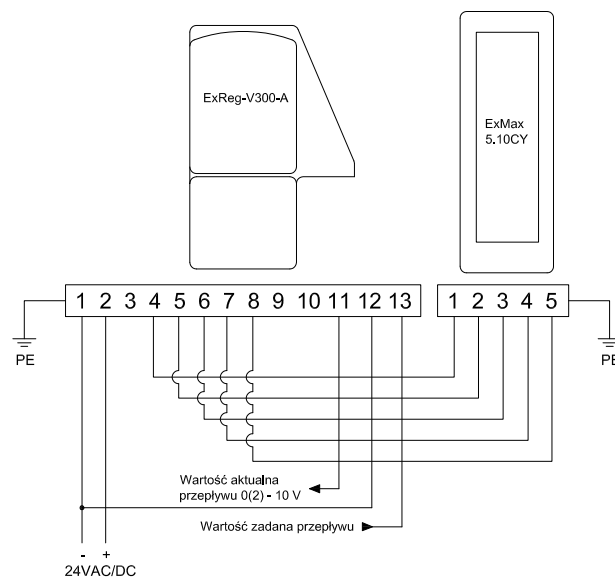 ExReg-V300-A
ExMax
5.10CY
1 2 3 4 5 6 7 8 9 10 11 12 13
1 2 3 4 5
PE
PE
Wartość aktualna
przepływu 0(2) - 10 V
Wartość zadana przepływu
- +
24VAC/DC